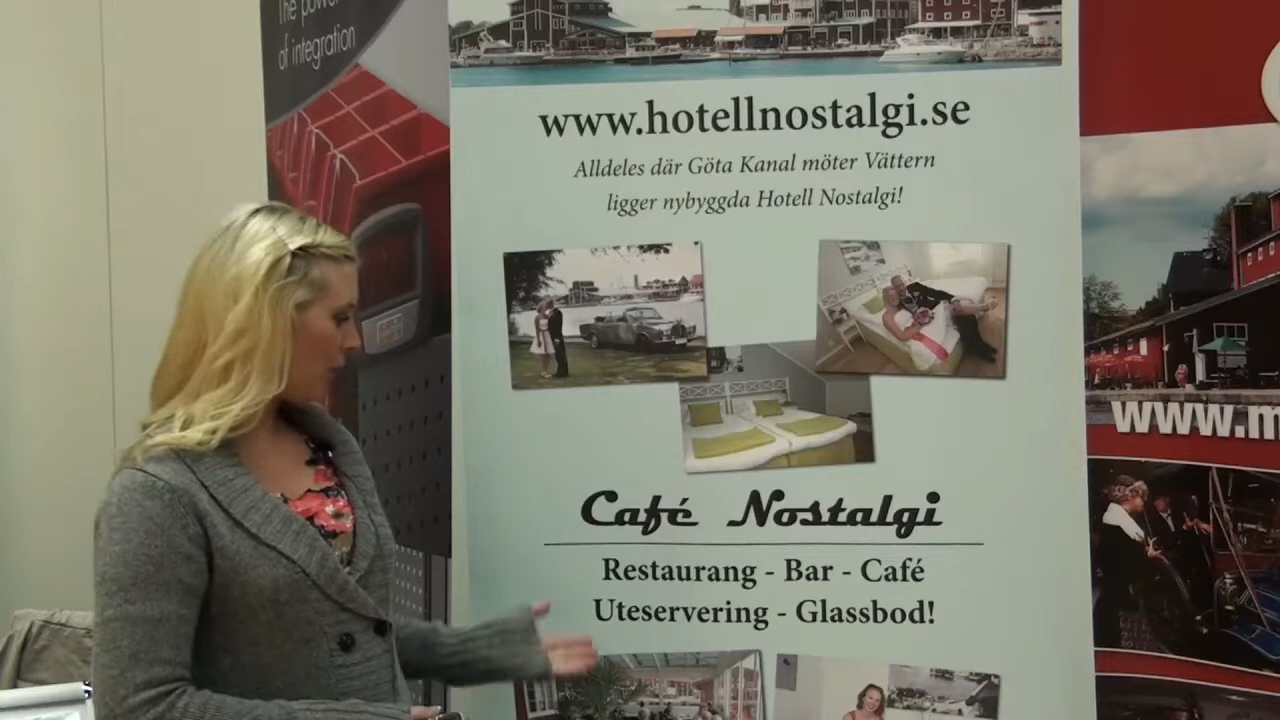 The power
of integration
www.hotellnostalgi.se
Alldeles där Göta Kanal möter Vättern
ligger nybyggda Hotell Nostalgi!
www.m
Café Nostalgi
Restaurang - Bar - Café
Uteservering - Glassbod!